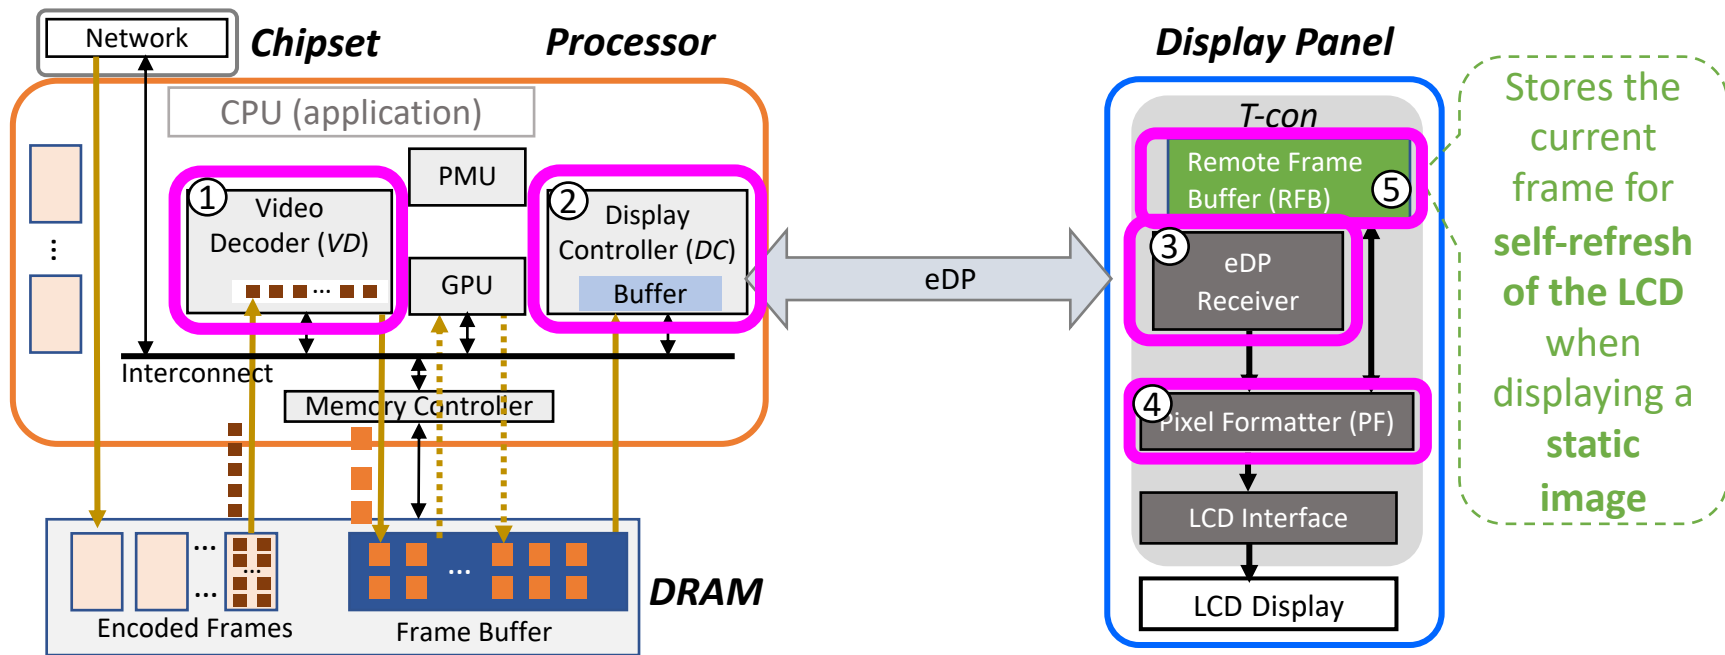 Network
Chipset
Processor
Display Panel
CPU (application)
1
Video
Decoder (VD)
...
PMU
GPU
2
Display
Controller (DC)
Buffer
eDP
T-con
Remote Frame
Buffer (RFB)
5
3
eDP
Receiver
4
Pixel Formatter (PF)
LCD Interface
LCD Display
Stores the
current
frame for
self-refresh
of the LCD
when
displaying a
static
image
...
Interconnect
Memory Controller
...
...
...
Encoded Frames
...
Frame Buffer
DRAM